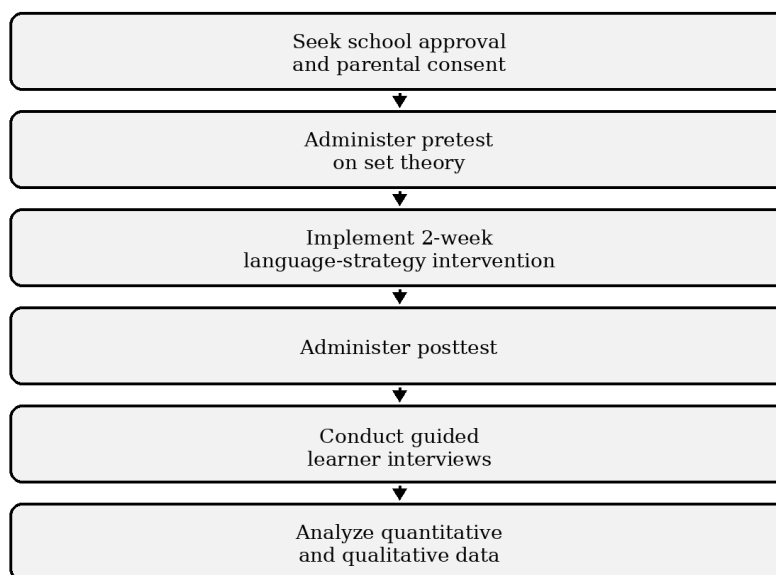 Seek school approval
and parental consent
Administer pretest
on set theory
Implement 2-week
language-strategy intervention
Administer posttest
Conduct guided
learner interviews
Analyze quantitative
and qualitative data